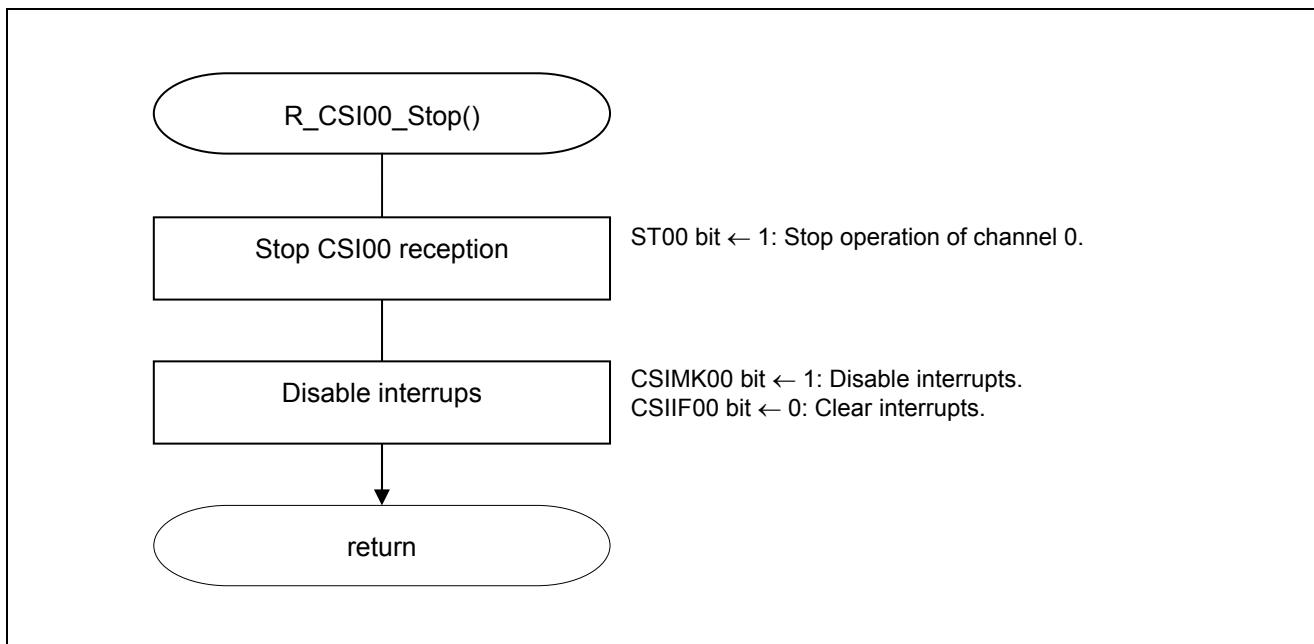 R_CSI00_Stop()
Stop CSI00 reception
ST00 bit ← 1: Stop operation of channel 0.
Disable interrups
CSIMK00 bit ← 1: Disable interrupts.
CSIIF00 bit ← 0: Clear interrupts.
return